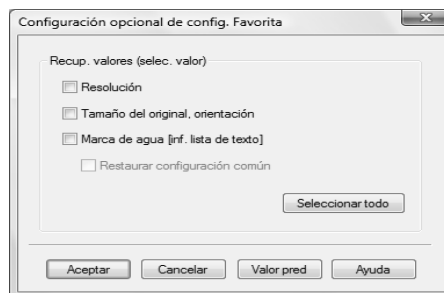 Configuración opcional de config. Favorita
Recup. valores (selec. valor)
Resolución
Tamaño del original, orientación
Marca de agua [inf. lista de texto]
Restaurar configuración común
Seleccionar todo
Aceptar Cancelar Valor pred Ayuda